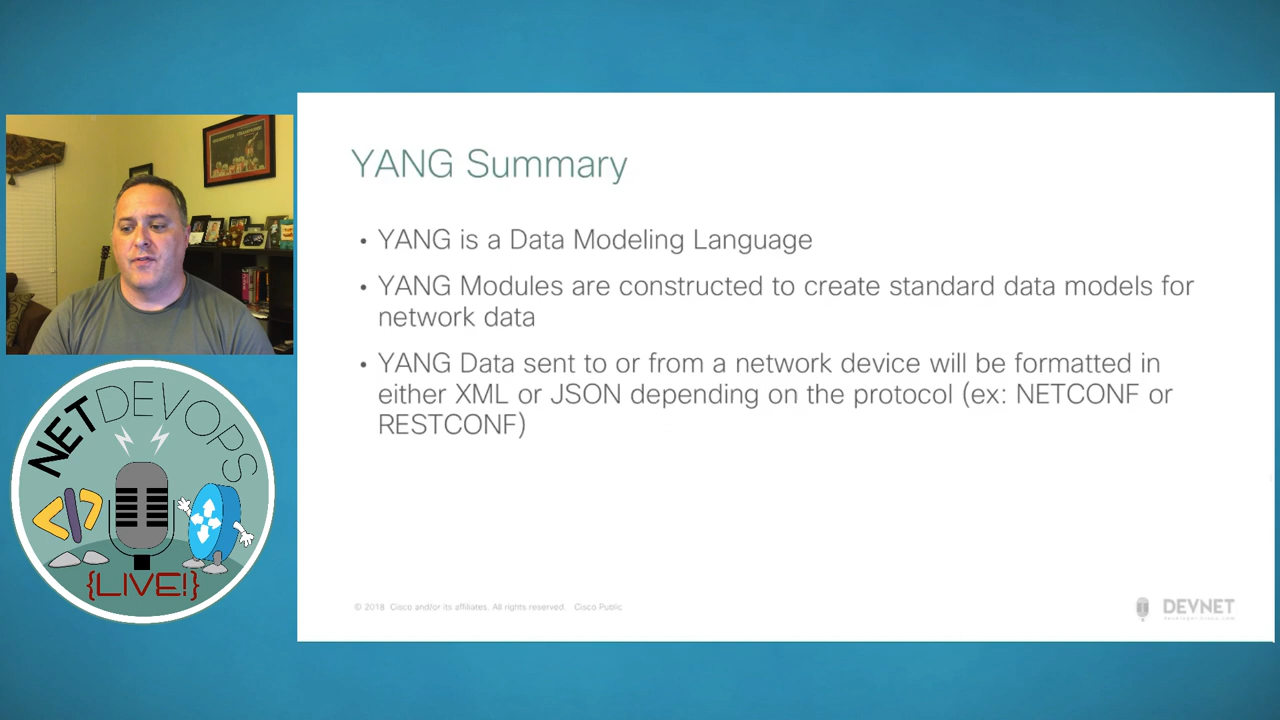 YANG Summary
• YANG is a Data Modeling Language
• YANG Modules are constructed to create standard data models for
network data
• YANG Data sent to or from a network device will be formatted in
either XML or JSON depending on the protocol (ex: NETCONF or
RESTCONF)
NETDEVOPS
{LIVE!}
© 2018 Cisco and/or its affiliates. All rights reserved. Cisco Public
DEVNET